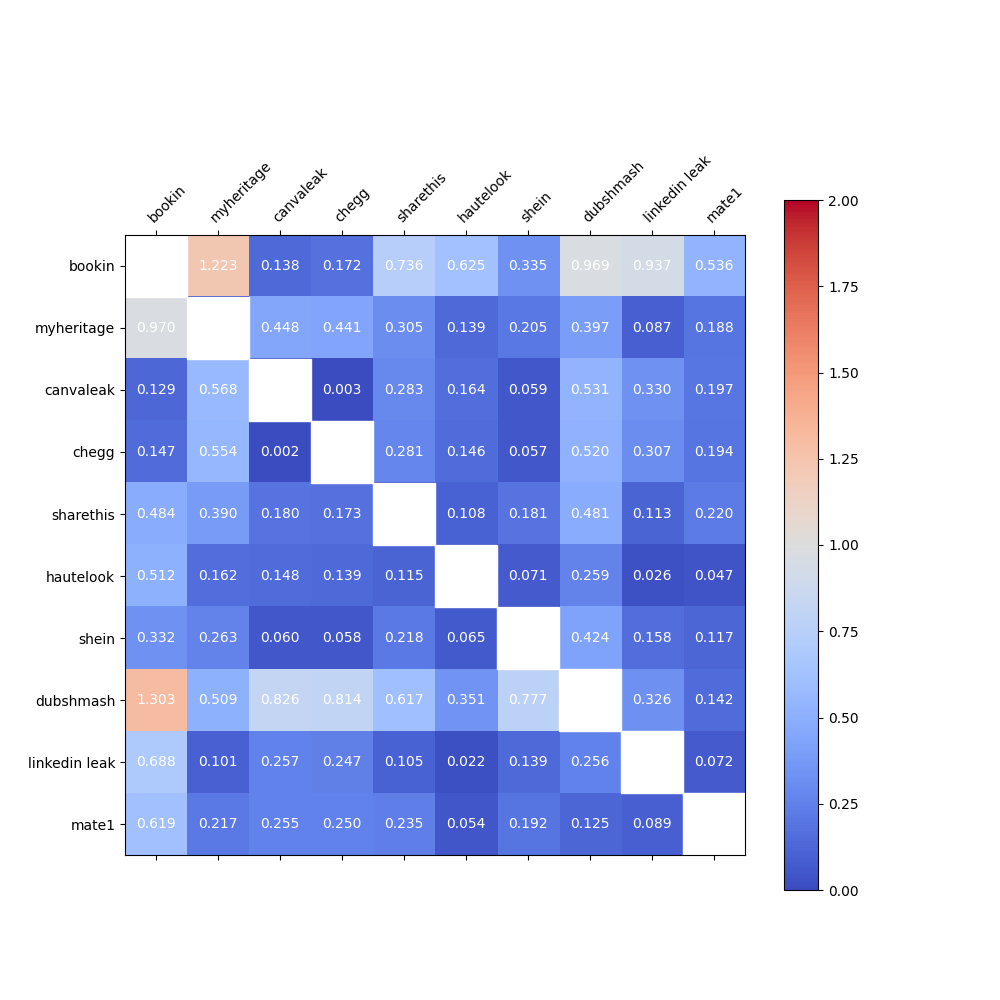 bookin myheritage canvaleak chegg sharethis hautelook shein dubshmash linkedin leak mate1
bookin 1.223 0.138 0.172 0.736 0.625 0.335 0.969 0.937 0.536
myheritage 0.970 0.448 0.441 0.305 0.139 0.205 0.397 0.087 0.188
canvaleak 0.129 0.568 0.003 0.283 0.164 0.059 0.531 0.330 0.197
chegg 0.147 0.554 0.002 0.281 0.146 0.057 0.520 0.307 0.194
sharethis 0.484 0.390 0.180 0.173 0.108 0.181 0.481 0.113 0.220
hautelook 0.512 0.162 0.148 0.139 0.115 0.071 0.259 0.026 0.047
shein 0.332 0.263 0.060 0.058 0.218 0.065 0.424 0.158 0.117
dubshmash 1.303 0.509 0.826 0.814 0.617 0.351 0.777 0.326 0.142
linkedin leak 0.688 0.101 0.257 0.247 0.105 0.022 0.139 0.256 0.072
mate1 0.619 0.217 0.255 0.250 0.235 0.054 0.192 0.125 0.089
2.00
1.75
1.50
1.25
1.00
0.75
0.50
0.25
0.00